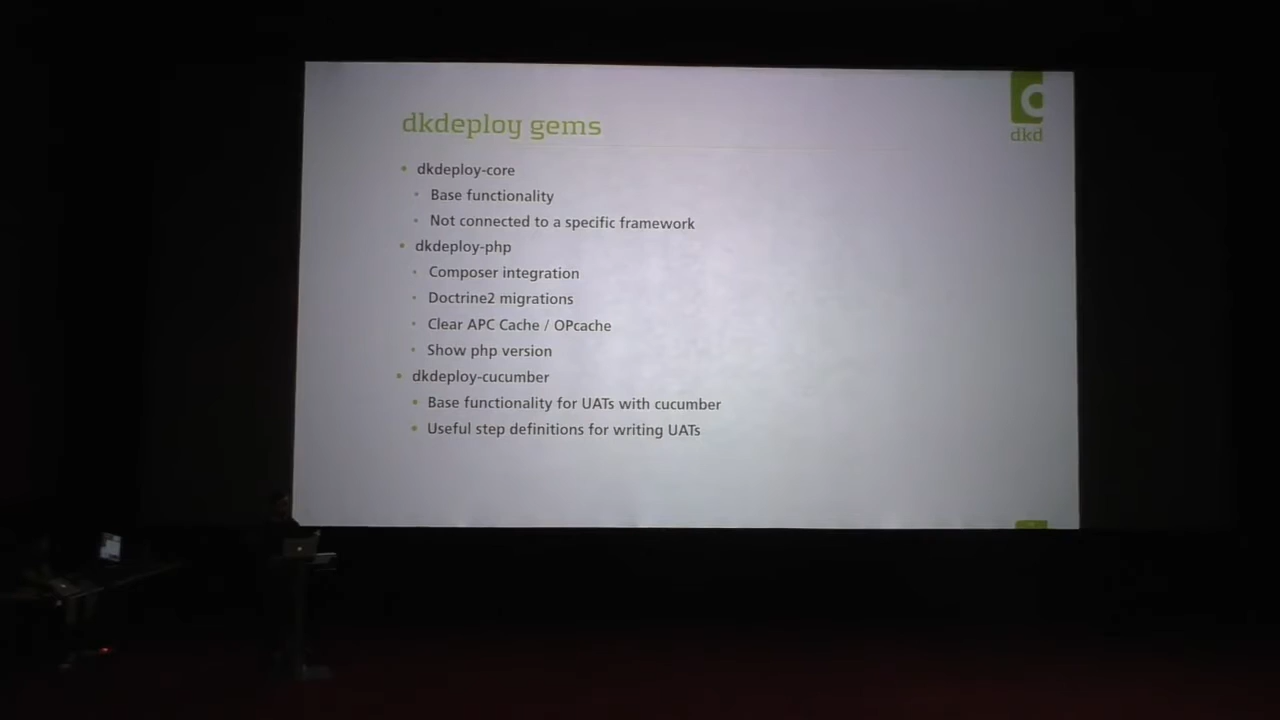 dkdeploy gems
dkd
• dkdeploy-core
• Base functionality
• Not connected to a specific framework
• dkdeploy-php
• Composer integration
• Doctrine2 migrations
• Clear APC Cache / OPcache
• Show php version
• dkdeploy-cucumber
• Base functionality for UATs with cucumber
• Useful step definitions for writing UATs